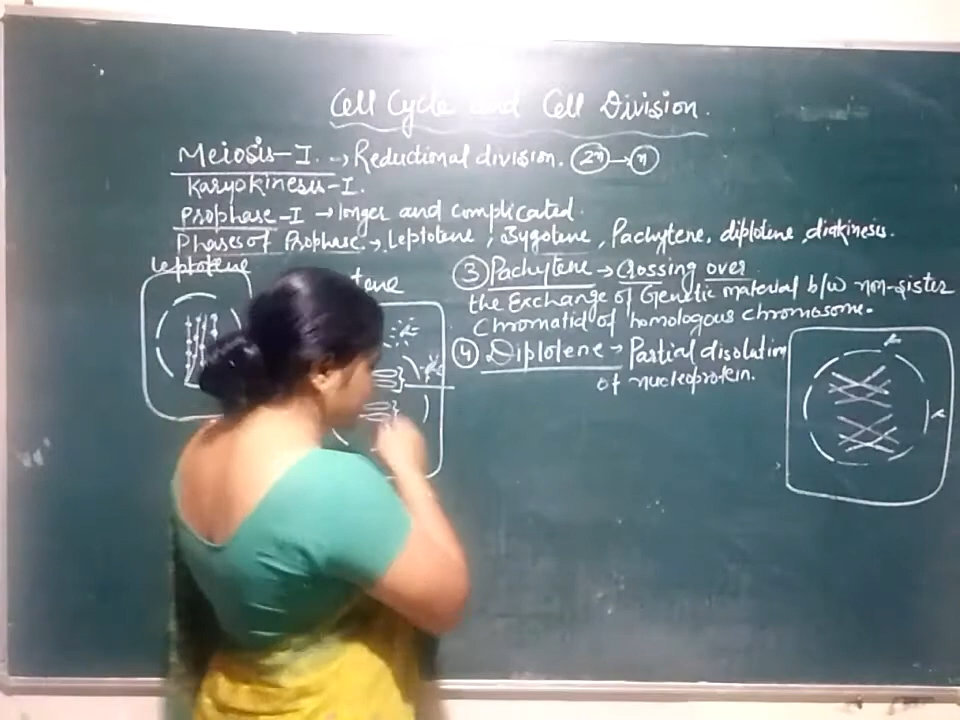 Cell Cycle and Cell Division.
Meiosis-I. → Reductional division. 2n → n
Karyokinesis-I.
Prophase-I → longer and complicated.
Phases of Prophase. → Leptotene, Zygotene, Pachytene, diplotene, diakinesis.
leptotene
tene
③ Pachytene → Crossing over
the Exchange of Genetic material b/w non-sister
Chromatid of homologous chromosome.
④ Diplotene → Partial disolution
of nucleoprotein.